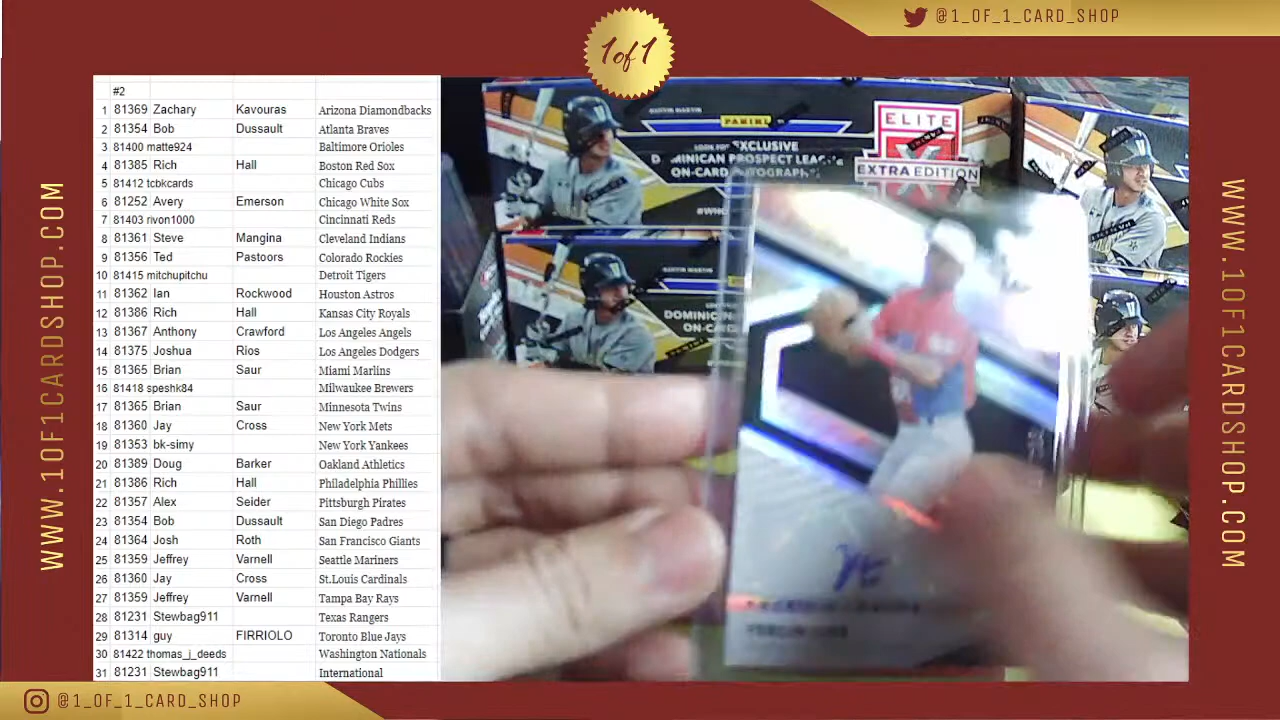 @1_OF_1_CARD_SHOP
1of1
WWW.1OF1CARDSHOP.COM
#2
1 81369 Zachary Kavouras Arizona Diamondbacks
2 81354 Bob Dussault Atlanta Braves
3 81400 matte924 Baltimore Orioles
4 81385 Rich Hall Boston Red Sox
5 81412 tcbkcards Chicago Cubs
6 81252 Avery Emerson Chicago White Sox
7 81403 rivon1000 Cincinnati Reds
8 81361 Steve Mangina Cleveland Indians
9 81356 Ted Pastoors Colorado Rockies
10 81415 mitchupitchu Detroit Tigers
11 81362 Ian Rockwood Houston Astros
12 81386 Rich Hall Kansas City Royals
13 81367 Anthony Crawford Los Angeles Angels
14 81375 Joshua Rios Los Angeles Dodgers
15 81365 Brian Saur Miami Marlins
16 81418 speshk84 Milwaukee Brewers
17 81365 Brian Saur Minnesota Twins
18 81360 Jay Cross New York Mets
19 81353 bk-simy New York Yankees
20 81389 Doug Barker Oakland Athletics
21 81386 Rich Hall Philadelphia Phillies
22 81357 Alex Seider Pittsburgh Pirates
23 81354 Bob Dussault San Diego Padres
24 81364 Josh Roth San Francisco Giants
25 81359 Jeffrey Varnell Seattle Mariners
26 81360 Jay Cross St.Louis Cardinals
27 81359 Jeffrey Varnell Tampa Bay Rays
28 81231 Stewbag911 Texas Rangers
29 81314 guy FIRRIOLO Toronto Blue Jays
30 81422 thomas_j_deeds Washington Nationals
31 81231 Stewbag911 International
PANINI
EXCLUSIVE
ON-CARD AUTOGRAPHS
ELITE
EXTRA EDITION
WWW.1OF1CARDSHOP.COM
@1_OF_1_CARD_SHOP